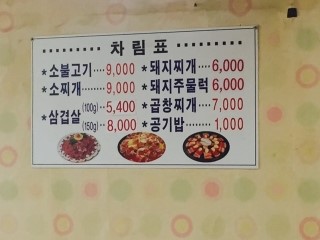 차림표
* 소불고기 .... 9,000
* 소찌개 ........ 9,000
* 삼겹살 (100g) .. 5,400
(150g) .. 8,000
* 돼지찌개 .... 6,000
* 돼지주물럭 6,000
* 곱창찌개 .... 7,000
* 공기밥 ......... 1,000